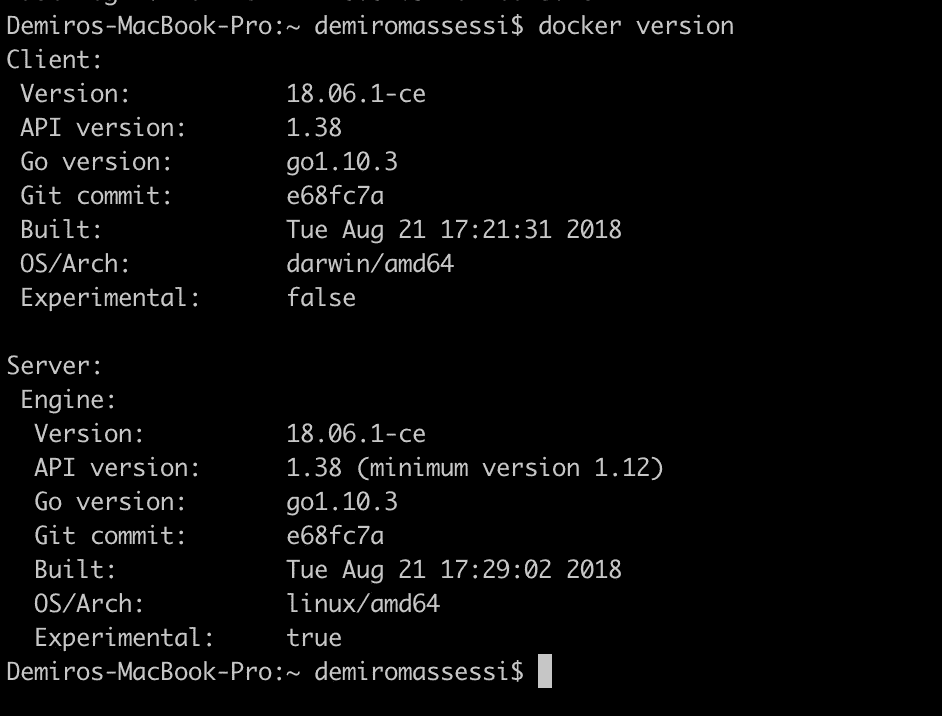 Demiros-MacBook-Pro:~ demiromassessi$ docker version
Client:
 Version:           18.06.1-ce
 API version:       1.38
 Go version:        go1.10.3
 Git commit:        e68fc7a
 Built:             Tue Aug 21 17:21:31 2018
 OS/Arch:           darwin/amd64
 Experimental:      false

Server:
 Engine:
  Version:          18.06.1-ce
  API version:      1.38 (minimum version 1.12)
  Go version:       go1.10.3
  Git commit:       e68fc7a
  Built:            Tue Aug 21 17:29:02 2018
  OS/Arch:          linux/amd64
  Experimental:     true
Demiros-MacBook-Pro:~ demiromassessi$